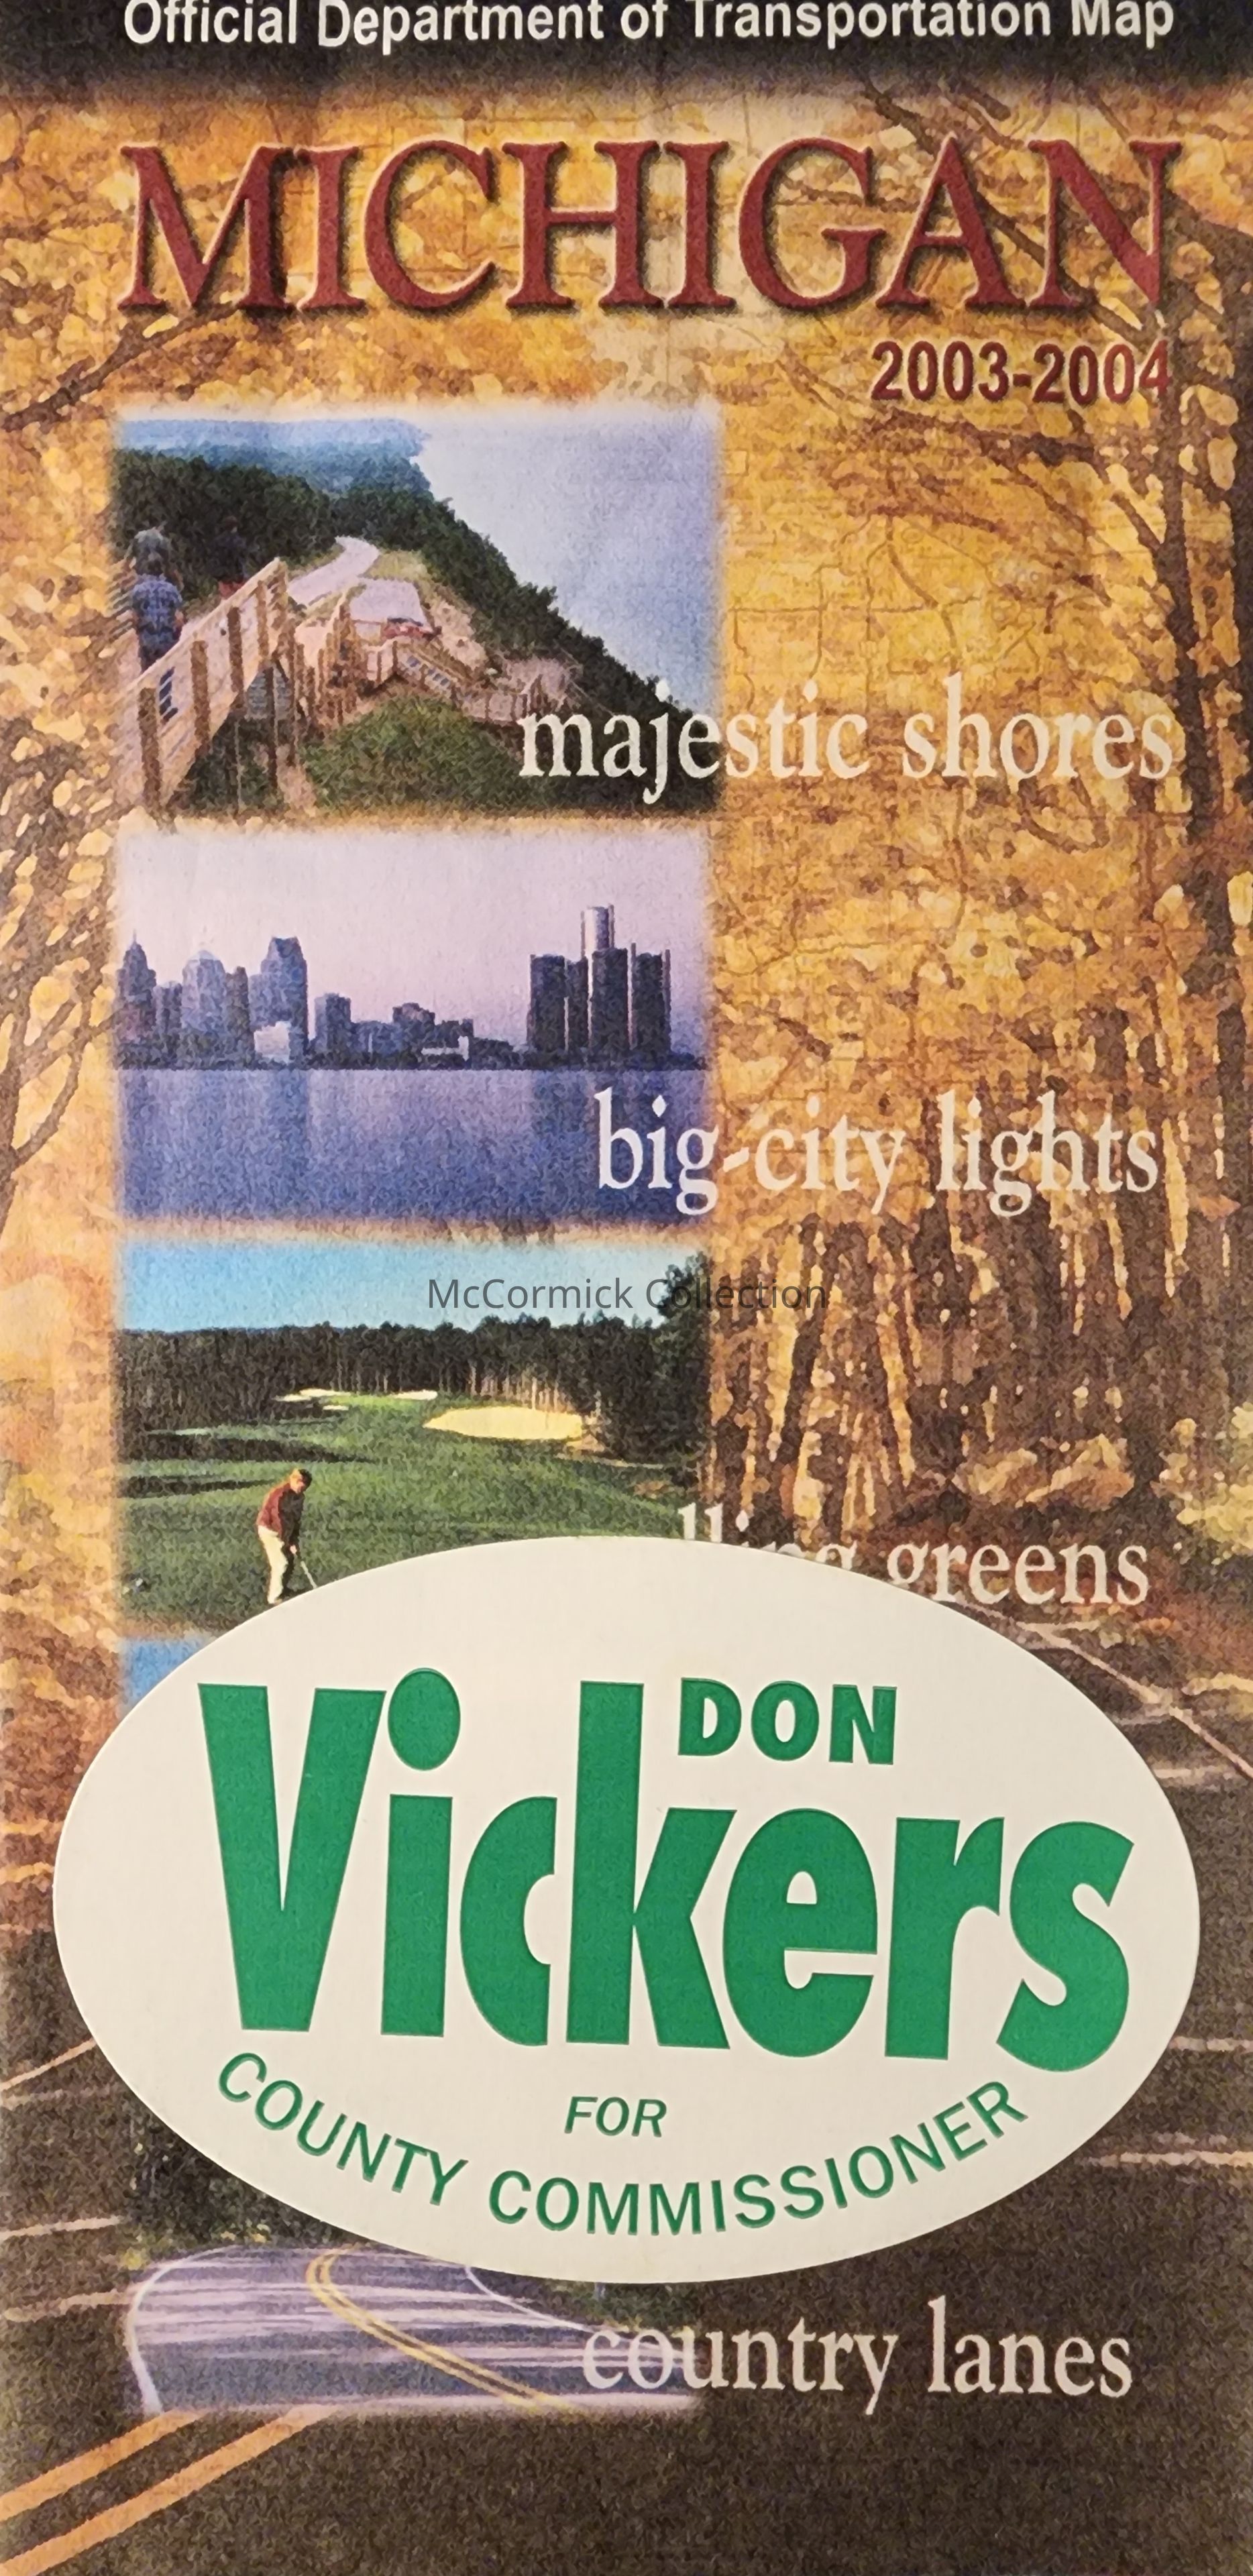 Official Department of Transportation Map
MICHIGAN
2003-2004
majestic shores
big-city lights
McCormick Collection
greens
DON
Vickers
FOR
COUNTY COMMISSIONER
country lanes